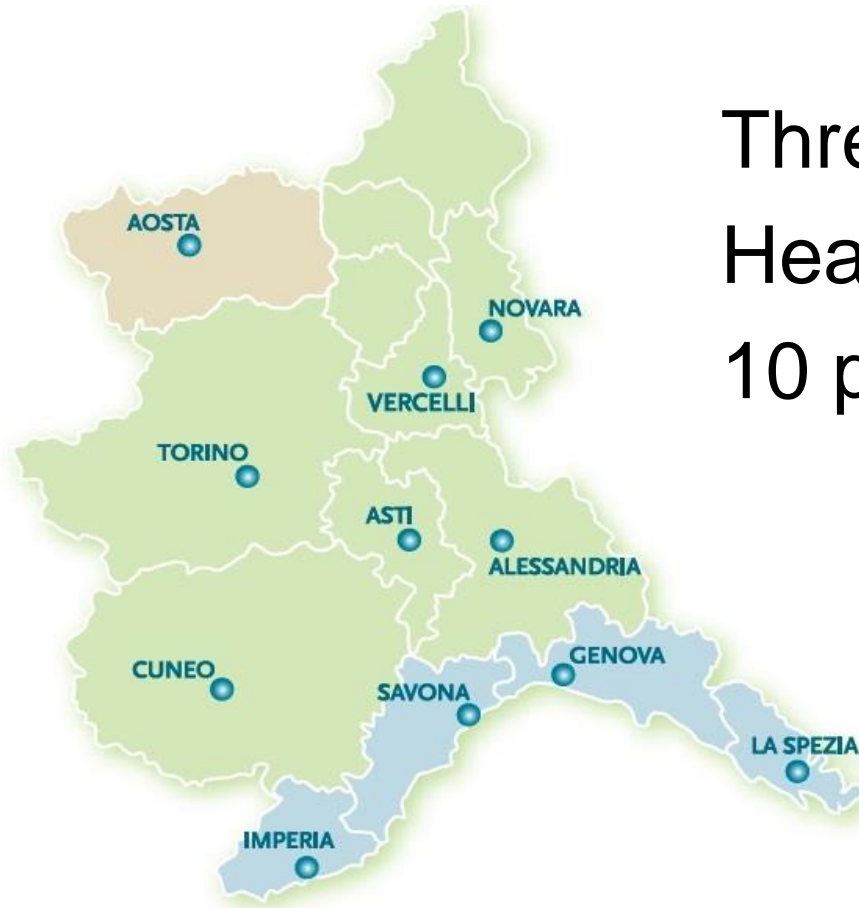 Thre
Hea
10 p
AOSTA
NOVARA
VERCELLI
TORINO
ASTI
ALESSANDRIA
CUNEO
GENOVA
SAVONA
LA SPEZIA
IMPERIA